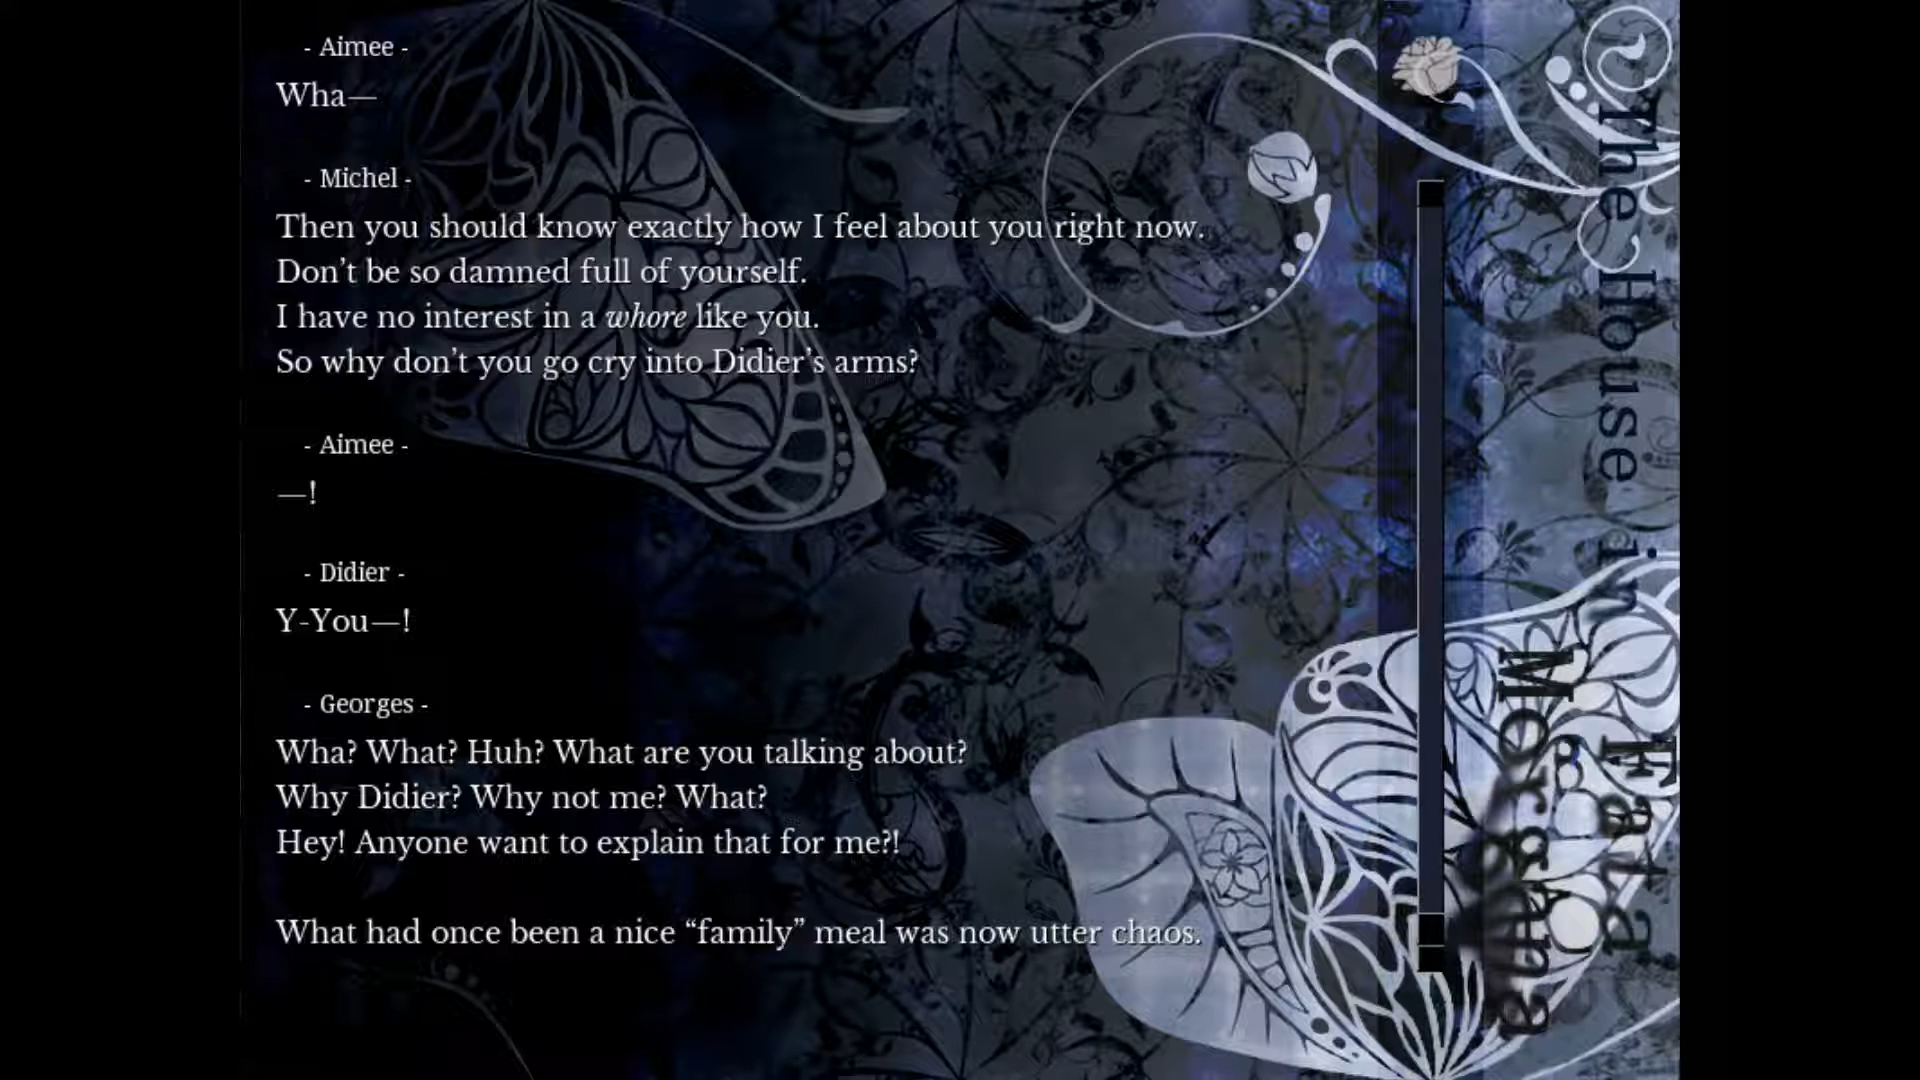 - Aimee -
Wha—
- Michel -
Then you should know exactly how I feel about you right now.
Don’t be so damned full of yourself.
I have no interest in a whore like you.
So why don’t you go cry into Didier’s arms?
- Aimee -
—!
- Didier -
Y-You—!
- Georges -
Wha? What? Huh? What are you talking about?
Why Didier? Why not me? What?
Hey! Anyone want to explain that for me?!
What had once been a nice “family” meal was now utter chaos.
The House in
Fata
Morgana